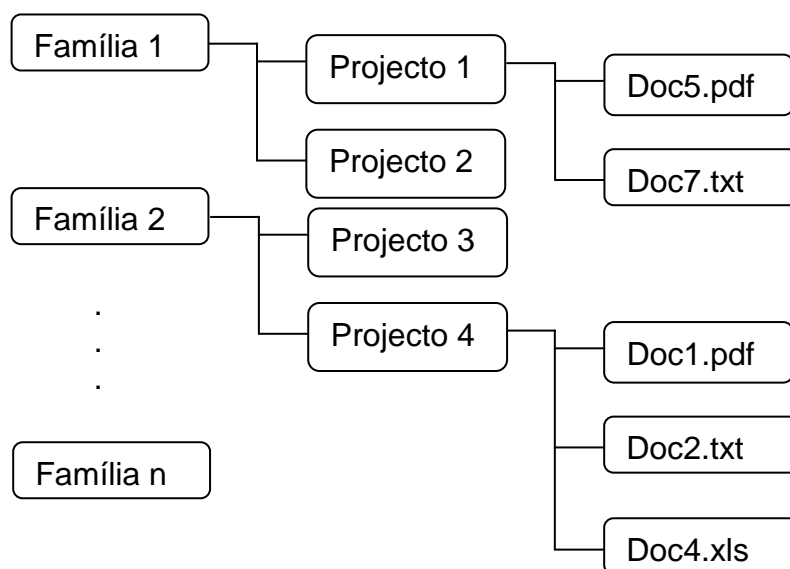 Família 1
Projecto 1
Doc5.pdf
Projecto 2
Doc7.txt
Família 2
Projecto 3
.
.
.
Projecto 4
Doc1.pdf
Doc2.txt
Família n
Doc4.xls